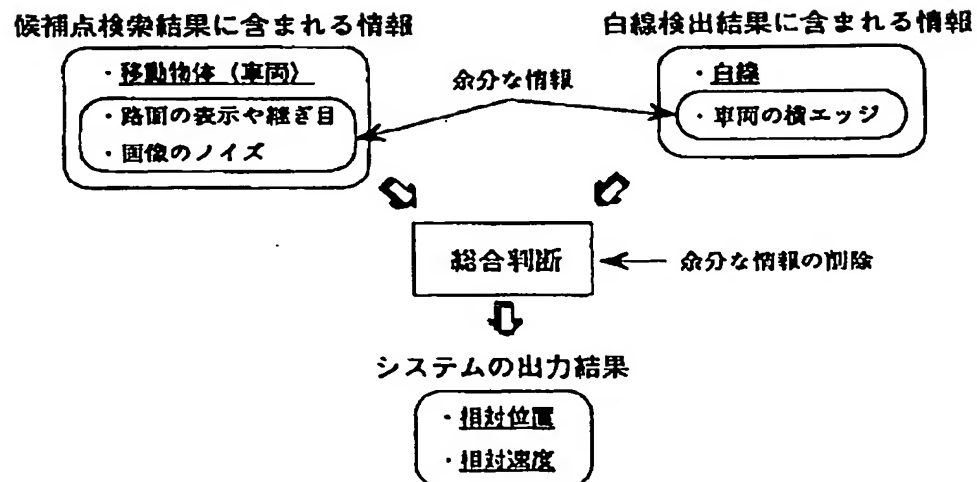 候補点検索結果に含まれる情報
・移動物体（車両）
・路面の表示や継ぎ目
・画像のノイズ
余分な情報
白線検出結果に含まれる情報
・白線
・車両の横エッジ
総合判断
余分な情報の削除
システムの出力結果
・相対位置
・相対速度